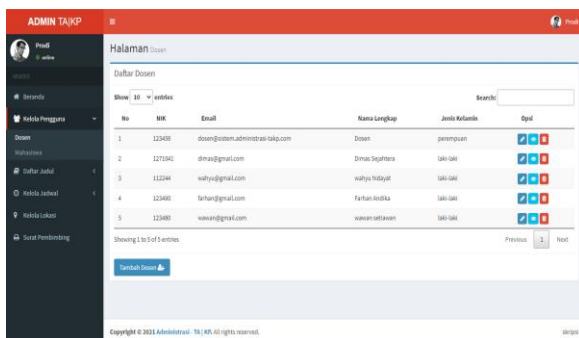 ADMIN TA|KP
Prodi
Prodi
online
Halaman Dosen
Beranda
Kelola Pengguna
Dosen
Mahasiswa
Daftar Judul
Kelola Jadwal
Kelola Lokasi
Surat Pembimbing
Daftar Dosen
Show 10 entries
Search:
No NIK Email Nama Lengkap Jenis Kelamin Opsi
1 123456 dosen@sistem.administrasi-takp.com Dosen perempuan
2 dimas@gmail.com Dimas Sejahtera laki-laki
3 112244 wahyu@gmail.com wahyu hidayat laki-laki
4 farhan@gmail.com Farhan Andika laki-laki
5 wawan@gmail.com wawan setiawan laki-laki
Showing 1 to 5 of 5 entries
Previous 1 Next
Tambah Dosen
Copyright © 2021 Administrasi - TA | KP. All rights reserved.
skripsi